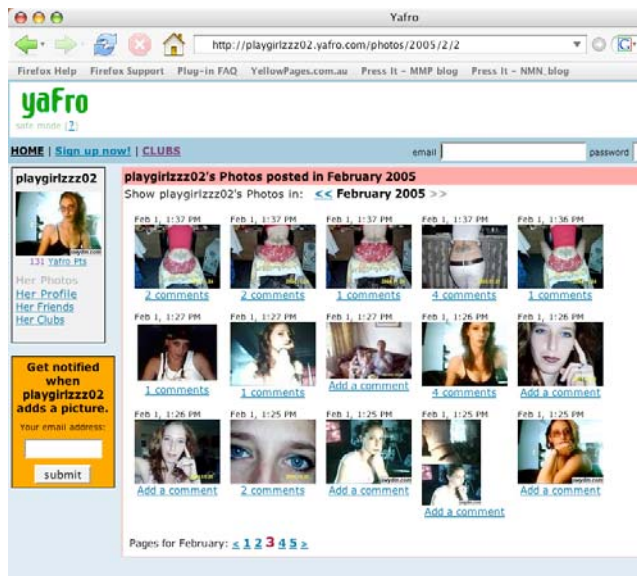 Yafro
http://playgirlzzz02.yafro.com/photos/2005/2/2
Firefox Help Firefox Support Plug-in FAQ YellowPages.com.au Press It - MMP blog Press It - NMN_blog
yaFro
safe mode (?)
HOME | Sign up now! | CLUBS
email password
playgirlzzz02
131 Yafro Pts
Her Photos
Her Profile
Her Friends
Her Clubs
Get notified
when
playgirlzzz02
adds a picture.
Your email address:
submit
playgirlzzz02's Photos posted in February 2005
Show playgirlzzz02's Photos in: << February 2005 >>
Feb 1, 1:37 PM Feb 1, 1:37 PM Feb 1, 1:37 PM Feb 1, 1:37 PM Feb 1, 1:36 PM
2 comments 2 comments 1 comments 4 comments 1 comments
Feb 1, 1:27 PM Feb 1, 1:27 PM Feb 1, 1:27 PM Feb 1, 1:26 PM Feb 1, 1:26 PM
1 comments 1 comments Add a comment 4 comments Add a comment
Feb 1, 1:26 PM Feb 1, 1:25 PM Feb 1, 1:25 PM Feb 1, 1:25 PM Feb 1, 1:25 PM
Add a comment 2 comments Add a comment Add a comment Add a comment
Pages for February: < 1 2 3 4 5 >